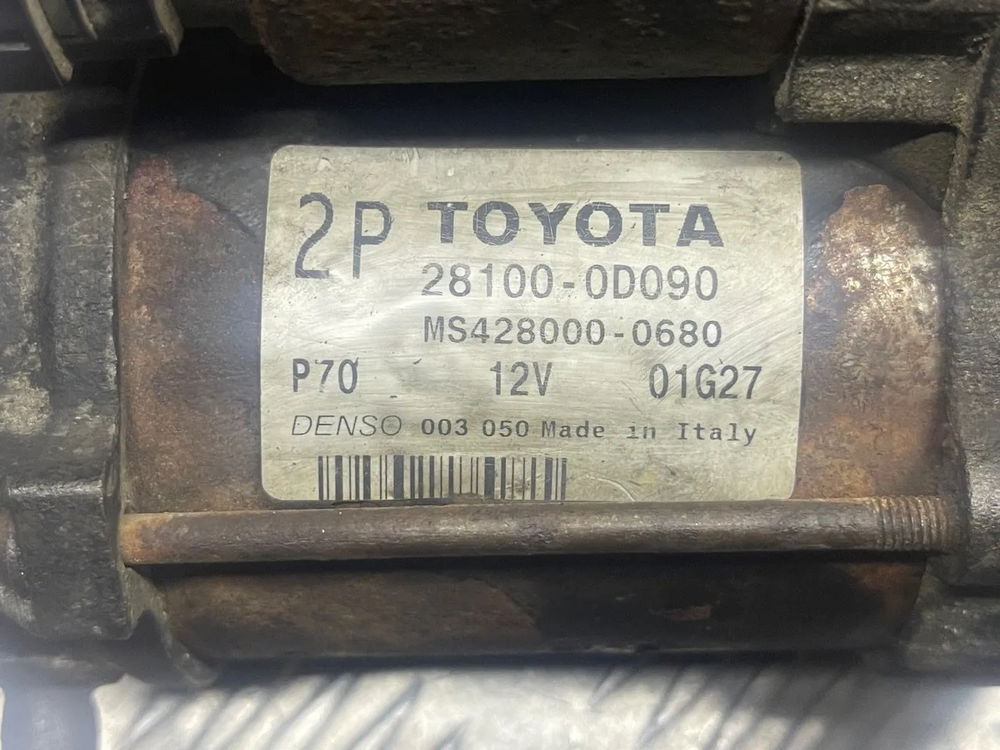 2P TOYOTA
28100-0D090
MS428000-0680
P70 12V 01G27
DENSO 003 050 Made in Italy